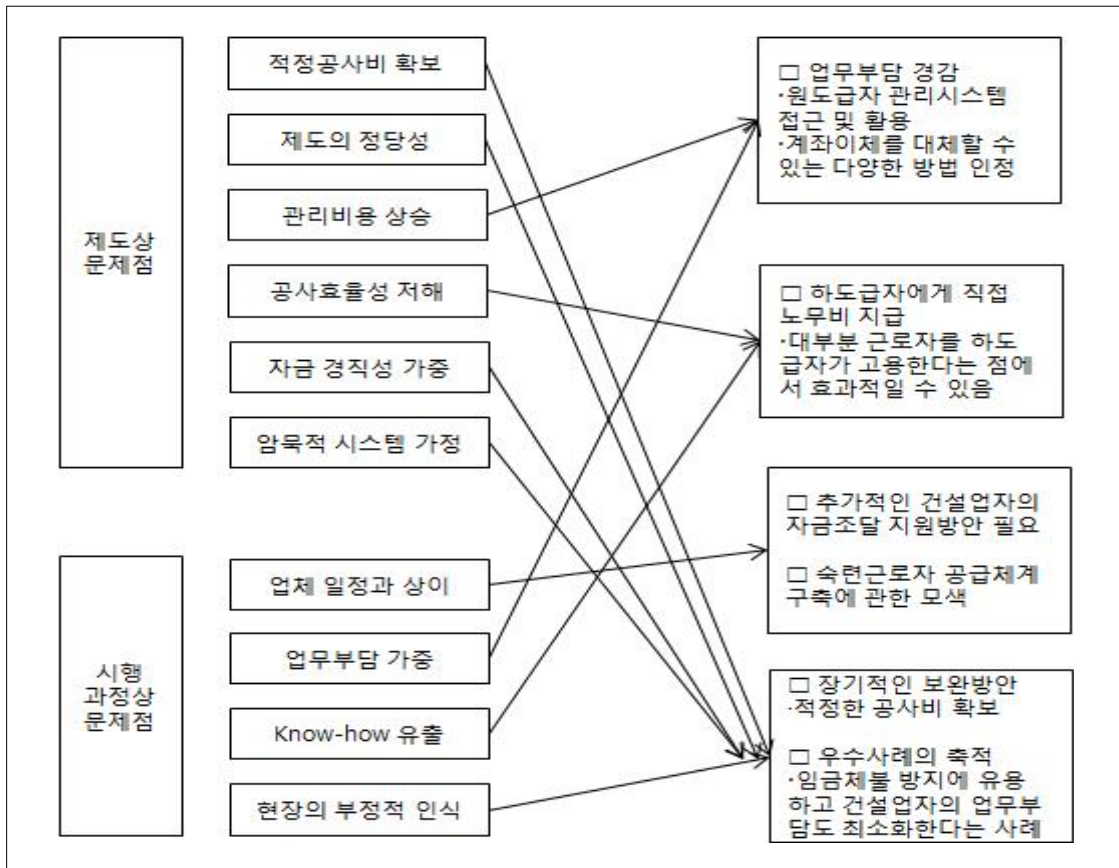 제도상
문제점
적정공사비 확보
제도의 정당성
관리비용 상승
공사효율성 저해
자금 경직성 가중
암묵적 시스템 가정
시행
과정상
문제점
업체 일정과 상이
업무부담 가중
Know-how 유출
현장의 부정적 인식
□ 업무부담 경감
·원도급자 관리시스템
접근 및 활용
·계좌이체를 대체할 수
있는 다양한 방법 인정
□ 하도급자에게 직접
노무비 지급
·대부분 근로자를 하도
급자가 고용한다는 점에
서 효과적일 수 있음
□ 추가적인 건설업자의
자금조달 지원방안 필요
□ 숙련근로자 공급체계
구축에 관한 모색
□ 장기적인 보완방안
·적정한 공사비 확보
□ 우수사례의 축적
·임금체불 방지에 유용
하고 건설업자의 업무부
담도 최소화한다는 사례